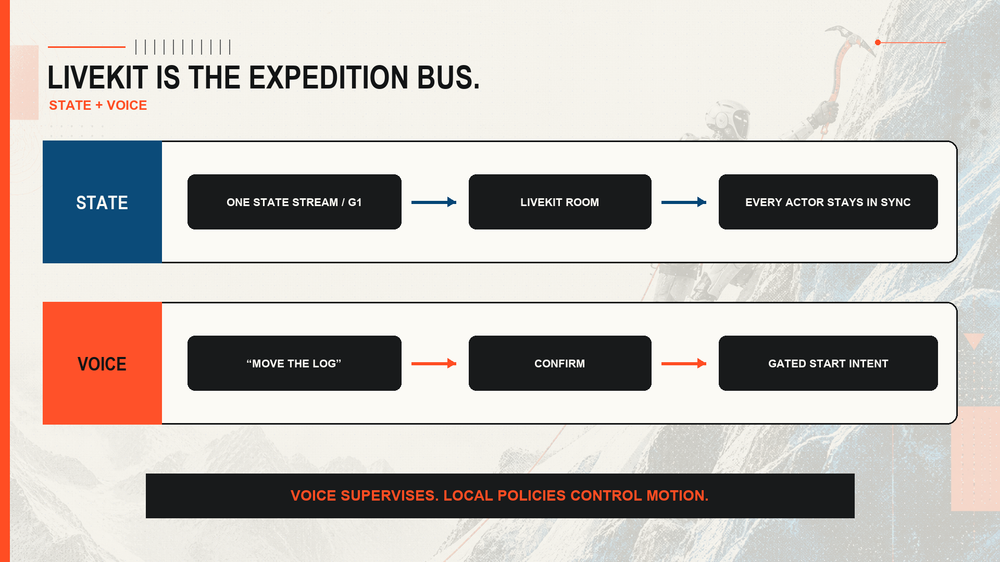 LIVEKIT IS THE EXPEDITION BUS.
STATE + VOICE
STATE
ONE STATE STREAM / G1
LIVEKIT ROOM
EVERY ACTOR STAYS IN SYNC
VOICE
“MOVE THE LOG”
CONFIRM
GATED START INTENT
VOICE SUPERVISES. LOCAL POLICIES CONTROL MOTION.